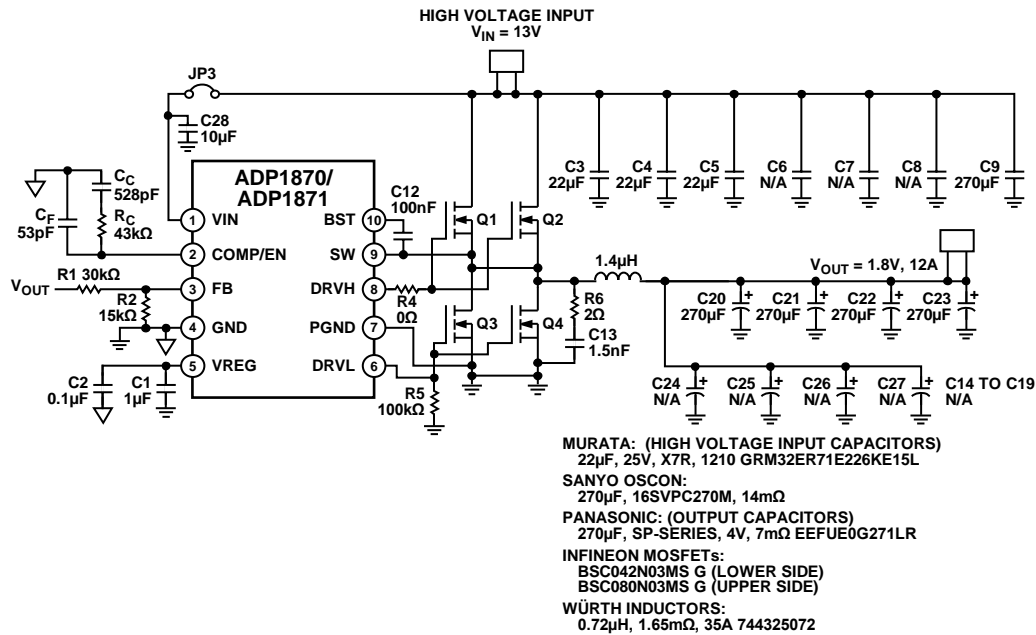 HIGH VOLTAGE INPUT
VIN = 13V
JP3
C28
10µF
C3
22µF
C4
22µF
C5
22µF
C6
N/A
C7
N/A
C8
N/A
C9
270µF
CC
528pF
RC
43kΩ
CF
53pF
ADP1870/
ADP1871
1 VIN
2 COMP/EN
3 FB
4 GND
5 VREG
BST 10
SW 9
DRVH 8
PGND 7
DRVL 6
C12
100nF
Q1
Q2
Q3
Q4
R4
0Ω
R5
100kΩ
R6
2Ω
C13
1.5nF
1.4µH
VOUT = 1.8V, 12A
VOUT
R1 30kΩ
R2
15kΩ
C2
0.1µF
C1
1µF
C20
270µF
+
C21
270µF
+
C22
270µF
+
C23
270µF
+
C24
N/A
+
C25
N/A
+
C26
N/A
+
C27
N/A
+
C14 TO C19
N/A
MURATA: (HIGH VOLTAGE INPUT CAPACITORS)
22µF, 25V, X7R, 1210 GRM32ER71E226KE15L
SANYO OSCON:
270µF, 16SVPC270M, 14mΩ
PANASONIC: (OUTPUT CAPACITORS)
270µF, SP-SERIES, 4V, 7mΩ EEFUE0G271LR
INFINEON MOSFETs:
BSC042N03MS G (LOWER SIDE)
BSC080N03MS G (UPPER SIDE)
WÜRTH INDUCTORS:
0.72µH, 1.65mΩ, 35A 744325072